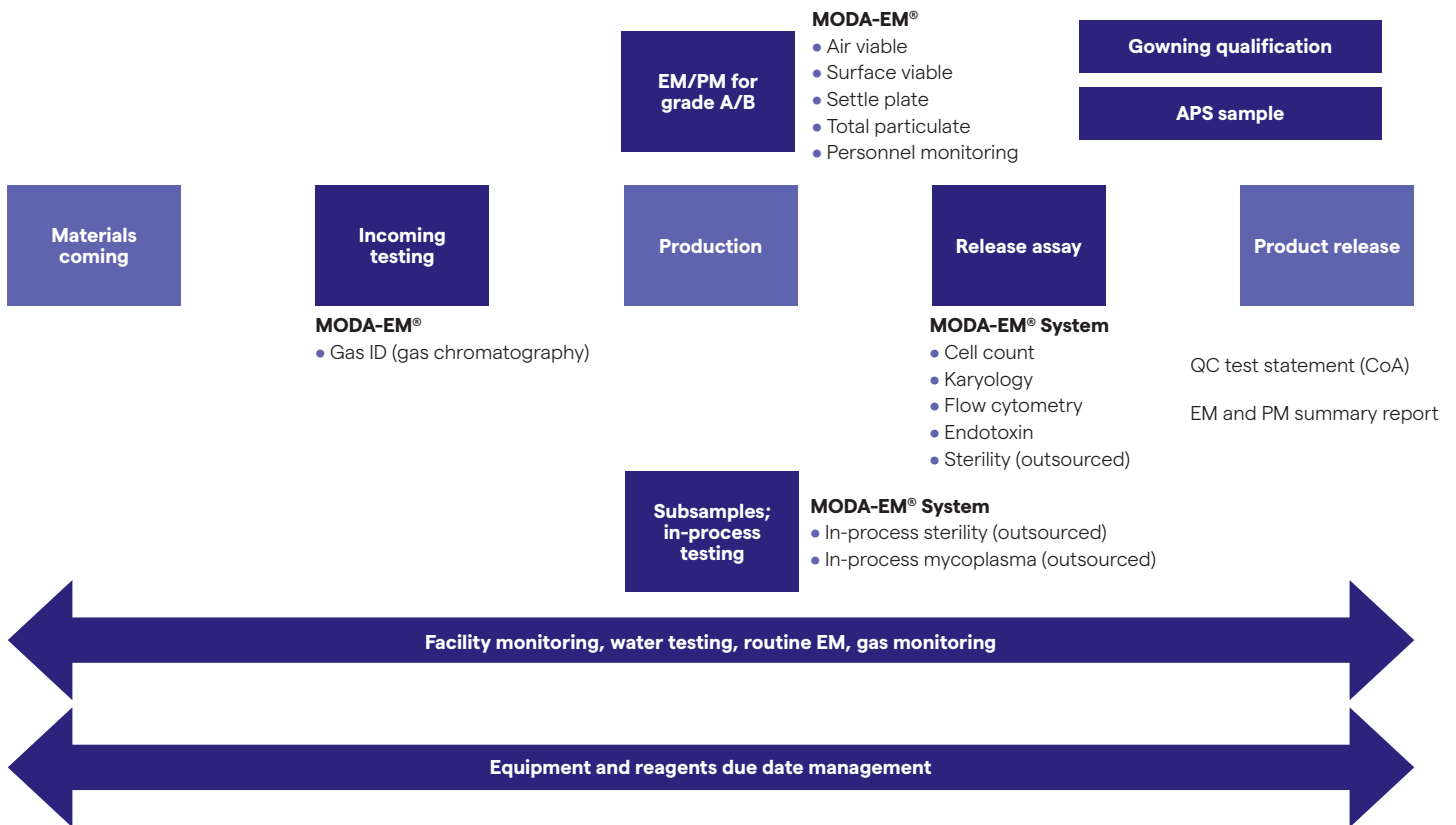 MODA-EM®
• Air viable
• Surface viable
• Settle plate
• Total particulate
• Personnel monitoring
EM/PM for
grade A/B
Gowning qualification
APS sample
Materials
coming
Incoming
testing
Production
Release assay
Product release
MODA-EM®
• Gas ID (gas chromatography)
MODA-EM® System
• Cell count
• Karyology
• Flow cytometry
• Endotoxin
• Sterility (outsourced)
QC test statement (CoA)
EM and PM summary report
Subsamples;
in-process
testing
MODA-EM® System
• In-process sterility (outsourced)
• In-process mycoplasma (outsourced)
Facility monitoring, water testing, routine EM, gas monitoring
Equipment and reagents due date management